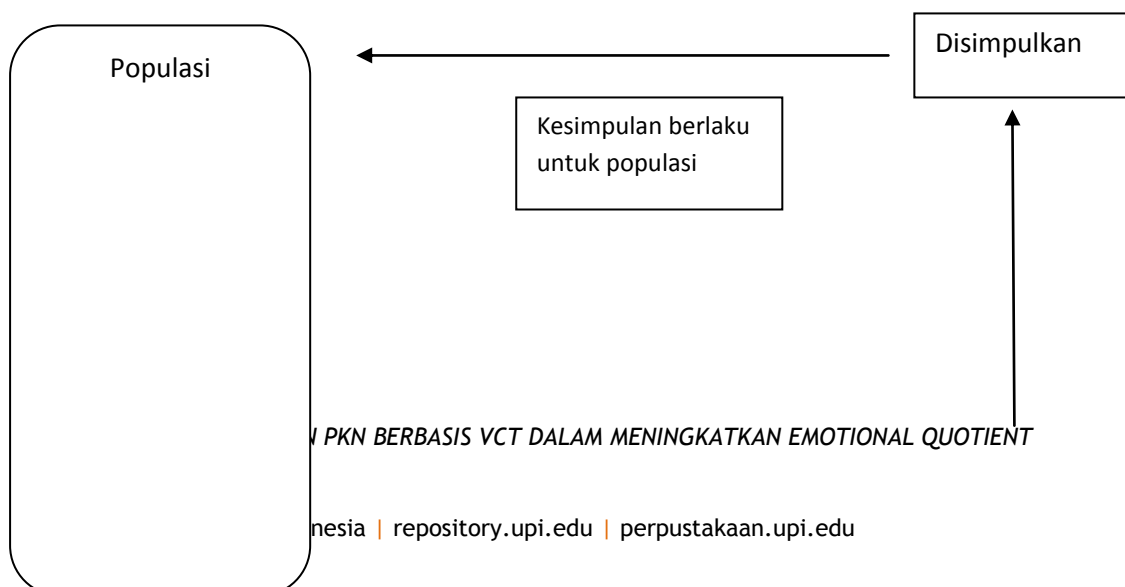 Populasi
Disimpulkan
Kesimpulan berlaku
untuk populasi
PKN BERBASIS VCT DALAM MENINGKATKAN EMOTIONAL QUOTIENT
nesia | repository.upi.edu | perpustakaan.upi.edu